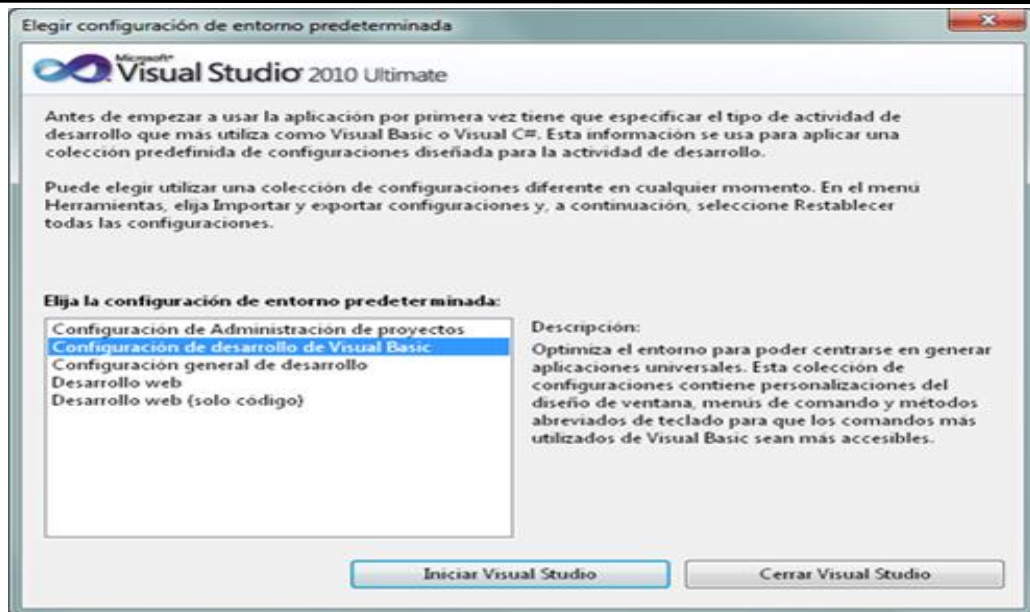 Elegir configuración de entorno predeterminada
Microsoft®
Visual Studio® 2010 Ultimate
Antes de empezar a usar la aplicación por primera vez tiene que especificar el tipo de actividad de
desarrollo que más utiliza como Visual Basic o Visual C#. Esta información se usa para aplicar una
colección predefinida de configuraciones diseñada para la actividad de desarrollo.
Puede elegir utilizar una colección de configuraciones diferente en cualquier momento. En el menú
Herramientas, elija Importar y exportar configuraciones y, a continuación, seleccione Restablecer
todas las configuraciones.
Elija la configuración de entorno predeterminada:
Configuración de Administración de proyectos
Configuración de desarrollo de Visual Basic
Configuración general de desarrollo
Desarrollo web
Desarrollo web (solo código)
Descripción:
Optimiza el entorno para poder centrarse en generar
aplicaciones universales. Esta colección de
configuraciones contiene personalizaciones del
diseño de ventana, menús de comando y métodos
abreviados de teclado para que los comandos más
utilizados de Visual Basic sean más accesibles.
Iniciar Visual Studio
Cerrar Visual Studio